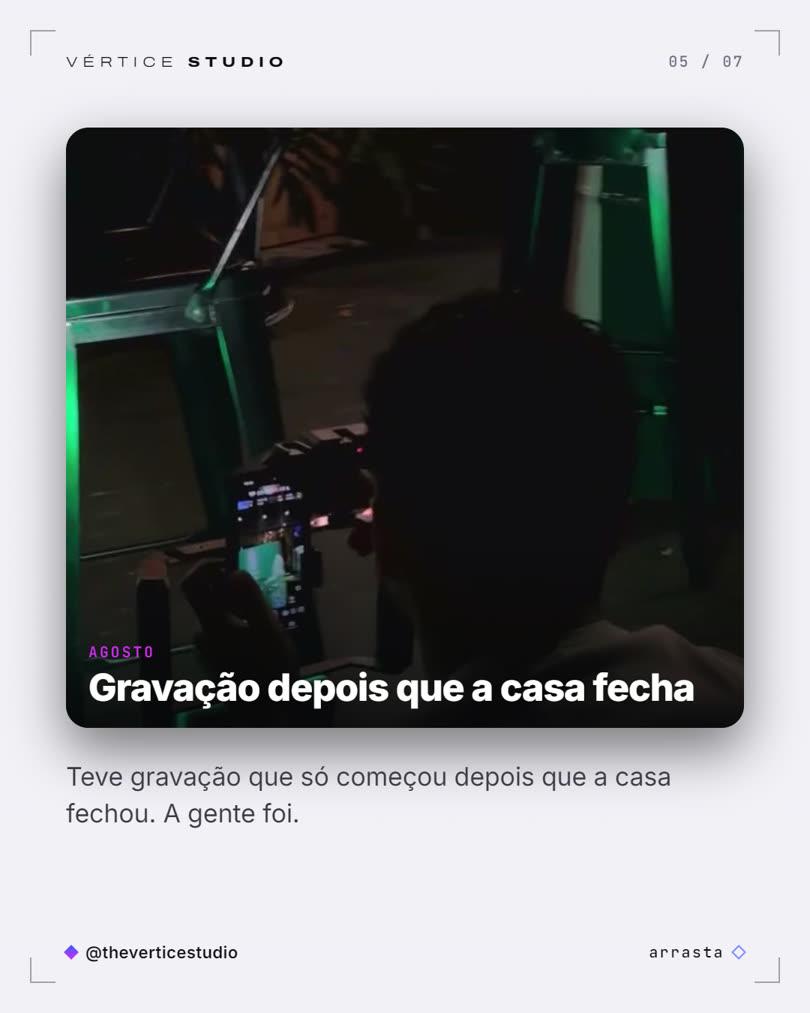 VÉRTICE STUDIO
05 / 07
AGOSTO
Gravação depois que a casa fecha
Teve gravação que só começou depois que a casa
fechou. A gente foi.
@theverticestudio
arrasta